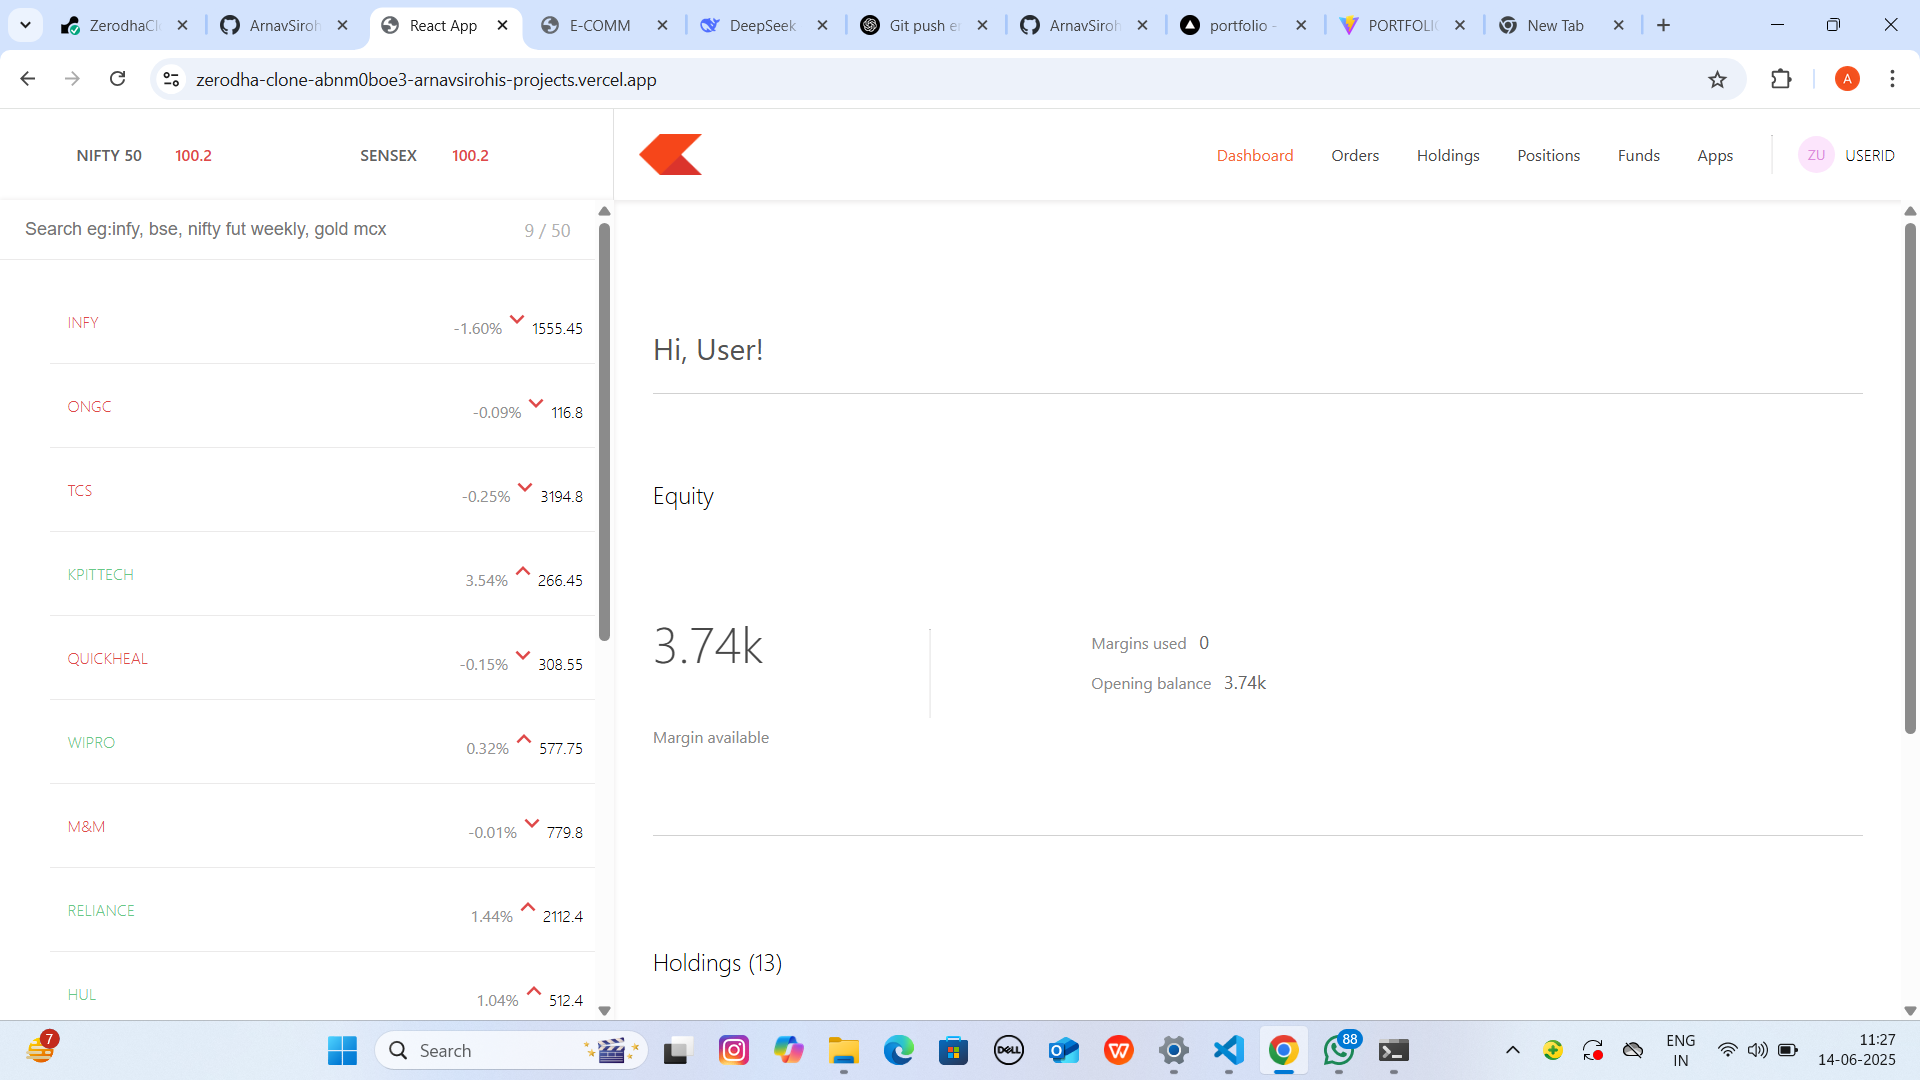 ZerodhaCl
ArnavSiroh
React App
E-COMM
DeepSeek
Git push er
ArnavSiroh
portfolio -
PORTFOLIO
New Tab
zerodha-clone-abnm0boe3-arnavsirohis-projects.vercel.app
A
NIFTY 50 100.2 SENSEX 100.2
Dashboard Orders Holdings Positions Funds Apps ZU USERID
Search eg:infy, bse, nifty fut weekly, gold mcx 9 / 50
INFY -1.60% 1555.45
ONGC -0.09% 116.8
TCS -0.25% 3194.8
KPITTECH 3.54% 266.45
QUICKHEAL -0.15% 308.55
WIPRO 0.32% 577.75
M&M -0.01% 779.8
RELIANCE 1.44% 2112.4
HUL 1.04% 512.4
Hi, User!
Equity
3.74k
Margin available
Margins used 0
Opening balance 3.74k
Holdings (13)
7
Search
DELL
W
88
ENG
IN
11:27
14-06-2025